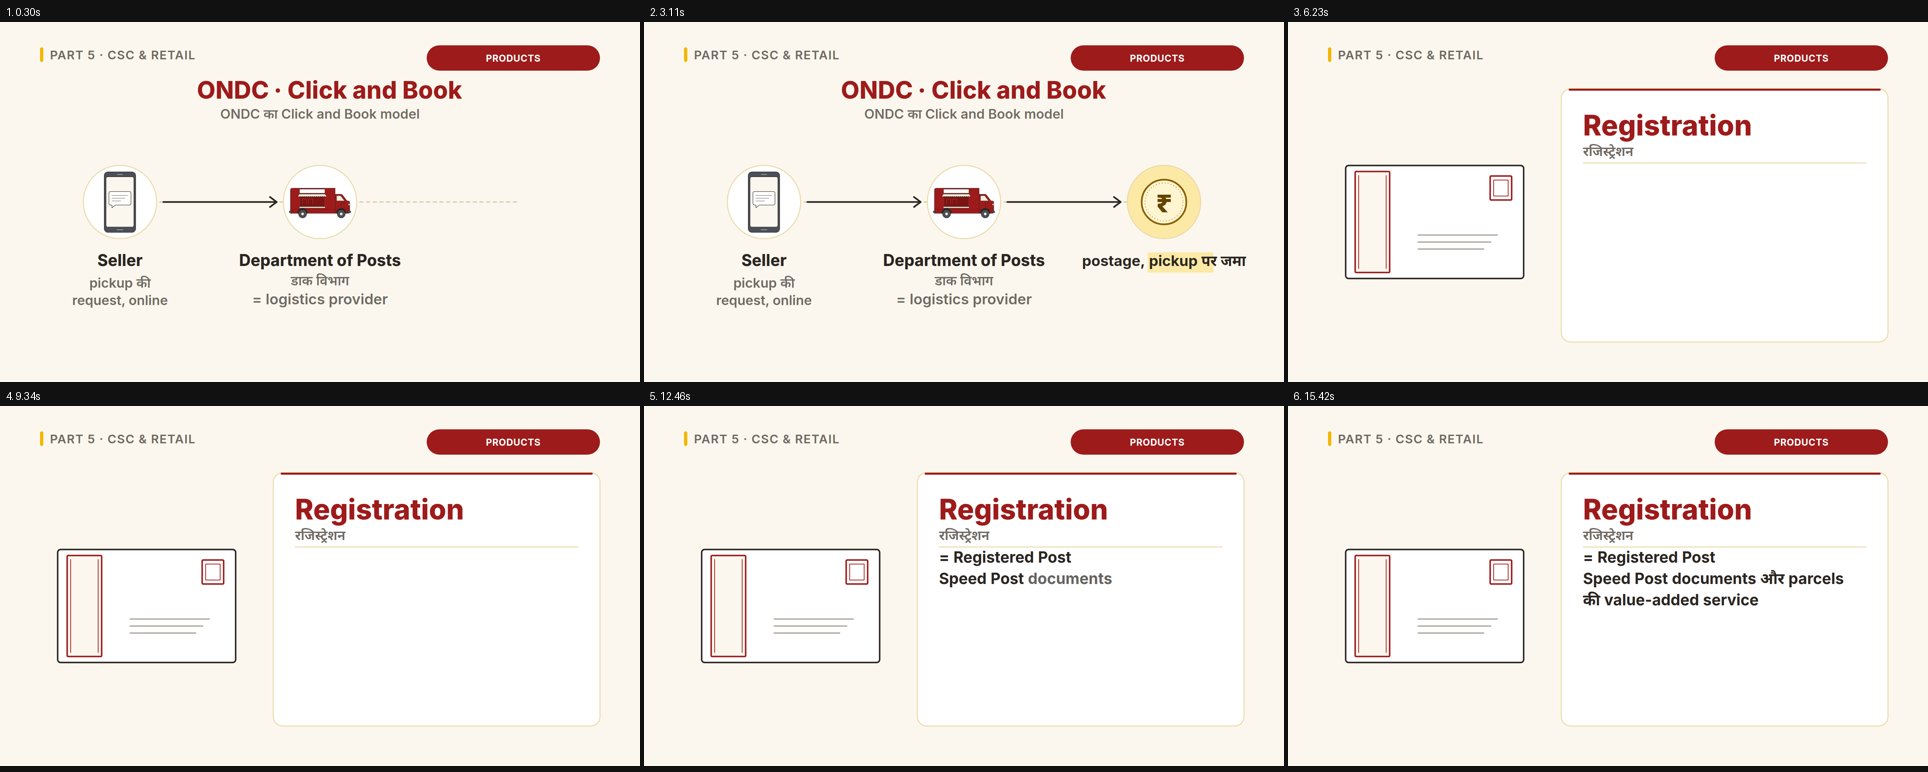 1. 0.30s
PART 5 · CSC & RETAIL
PRODUCTS
ONDC · Click and Book
ONDC का Click and Book model
Seller
pickup की
request, online
Department of Posts
डाक विभाग
= logistics provider
2. 3.11s
PART 5 · CSC & RETAIL
PRODUCTS
ONDC · Click and Book
ONDC का Click and Book model
Seller
pickup की
request, online
Department of Posts
डाक विभाग
= logistics provider
₹
postage, pickup पर जमा
3. 6.23s
PART 5 · CSC & RETAIL
PRODUCTS
Registration
रजिस्ट्रेशन
4. 9.34s
PART 5 · CSC & RETAIL
PRODUCTS
Registration
रजिस्ट्रेशन
5. 12.46s
PART 5 · CSC & RETAIL
PRODUCTS
Registration
रजिस्ट्रेशन
= Registered Post
Speed Post documents
6. 15.42s
PART 5 · CSC & RETAIL
PRODUCTS
Registration
रजिस्ट्रेशन
= Registered Post
Speed Post documents और parcels
की value-added service